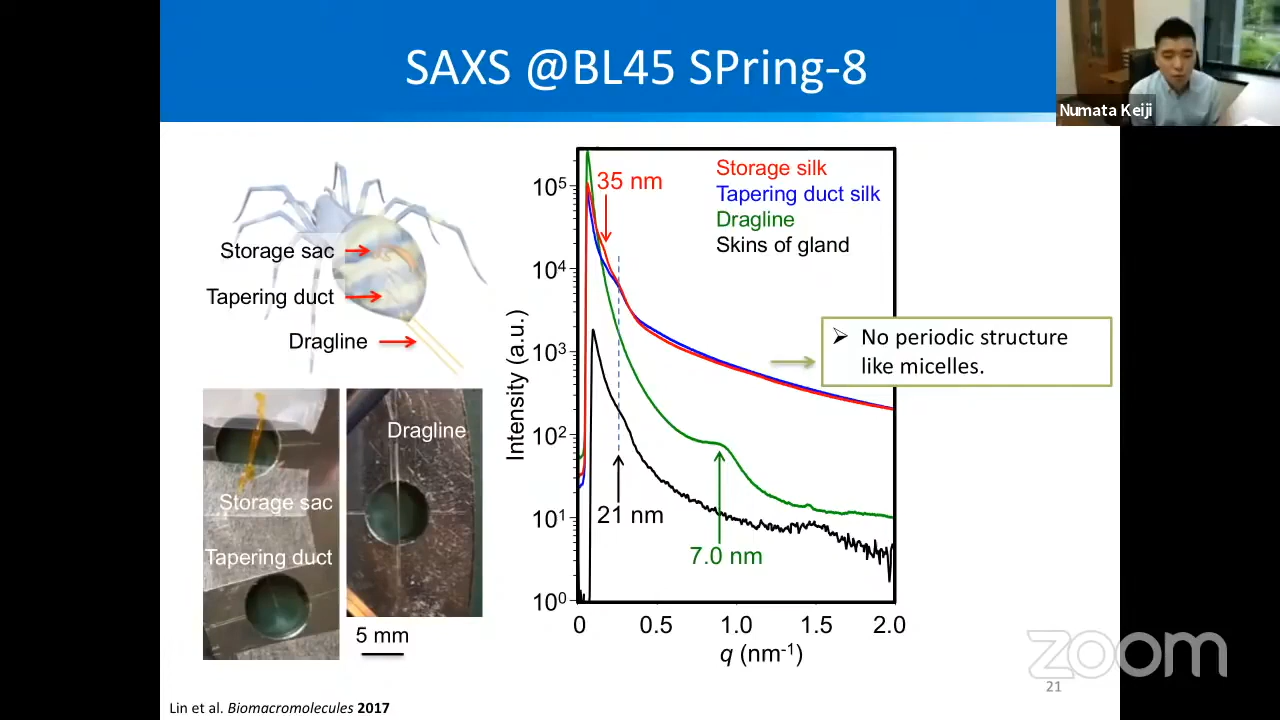 SAXS @BL45 SPring-8
Numata Keiji
Storage sac
Tapering duct
Dragline
Storage sac
Tapering duct
Dragline
5 mm
Intensity (a.u.)
10⁵
10⁴
10³
10²
10¹
10⁰
35 nm
Storage silk
Tapering duct silk
Dragline
Skins of gland
21 nm
7.0 nm
0 0.5 1.0 1.5 2.0
q (nm⁻¹)
➢ No periodic structure
like micelles.
zoom
21
Lin et al. Biomacromolecules 2017